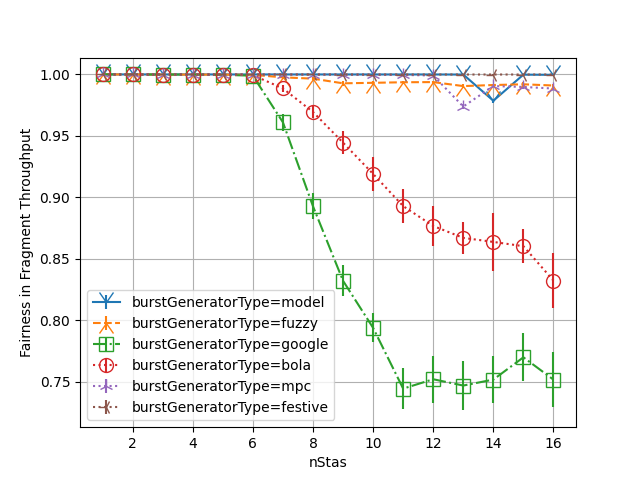 1.00
0.95
0.90
0.85
0.80
0.75
Fairness in Fragment Throughput
burstGeneratorType=model
burstGeneratorType=fuzzy
burstGeneratorType=google
burstGeneratorType=bola
burstGeneratorType=mpc
burstGeneratorType=festive
2 4 6 8 10 12 14 16
nStas